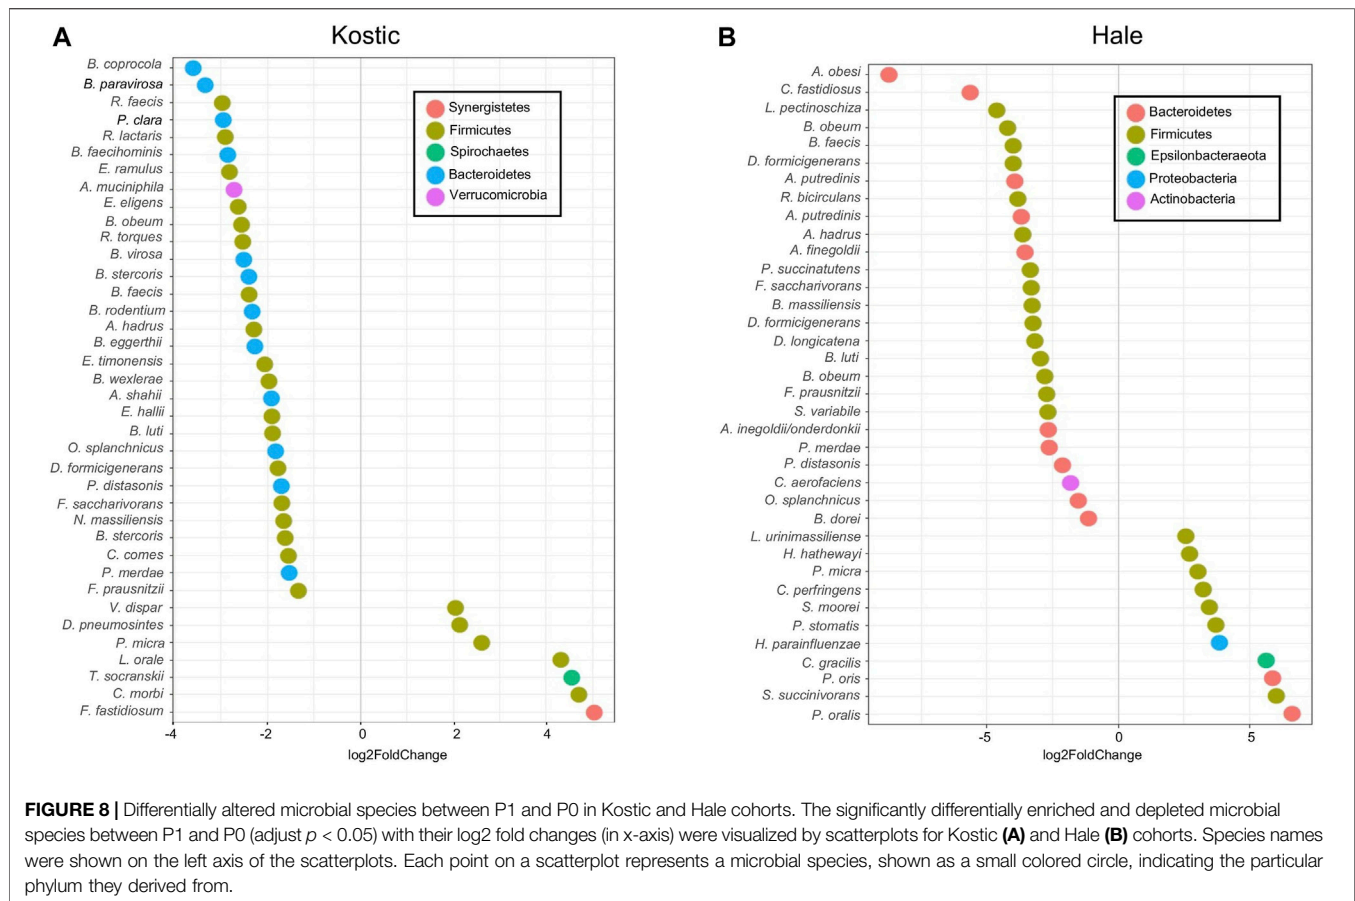 A
Kostic
B. coprocola
B. paravirosa
R. faecis
P. clara
R. lactaris
B. faecihominis
E. ramulus
A. muciniphila
E. eligens
B. obeum
R. torques
B. virosa
B. stercoris
B. faecis
B. rodentium
A. hadrus
B. eggerthii
E. timonensis
B. wexlerae
A. shahii
E. hallii
B. luti
O. splanchnicus
D. formicigenerans
P. distasonis
F. saccharivorans
N. massiliensis
B. stercoris
C. comes
P. merdae
F. prausnitzii
V. dispar
D. pneumosintes
P. micra
L. orale
T. socranskii
C. morbi
F. fastidiosum
Synergistetes
Firmicutes
Spirochaetes
Bacteroidetes
Verrucomicrobia
-4 -2 0 2 4
log2FoldChange
B
Hale
A. obesi
C. fastidiosus
L. pectinoschiza
B. obeum
B. faecis
D. formicigenerans
A. putredinis
R. bicirculans
A. putredinis
A. hadrus
A. finegoldii
P. succinatutens
F. saccharivorans
B. massiliensis
D. formicigenerans
D. longicatena
B. luti
B. obeum
F. prausnitzii
S. variabile
A. inegoldii/onderdonkii
P. merdae
P. distasonis
C. aerofaciens
O. splanchnicus
B. dorei
L. urinimassiliense
H. hathewayi
P. micra
C. perfringens
S. moorei
P. stomatis
H. parainfluenzae
C. gracilis
P. oris
S. succinivorans
P. oralis
Bacteroidetes
Firmicutes
Epsilonbacteraeota
Proteobacteria
Actinobacteria
-5 0 5
log2FoldChange
FIGURE 8 | Differentially altered microbial species between P1 and P0 in Kostic and Hale cohorts. The significantly differentially enriched and depleted microbial
species between P1 and P0 (adjust p < 0.05) with their log2 fold changes (in x-axis) were visualized by scatterplots for Kostic (A) and Hale (B) cohorts. Species names
were shown on the left axis of the scatterplots. Each point on a scatterplot represents a microbial species, shown as a small colored circle, indicating the particular
phylum they derived from.